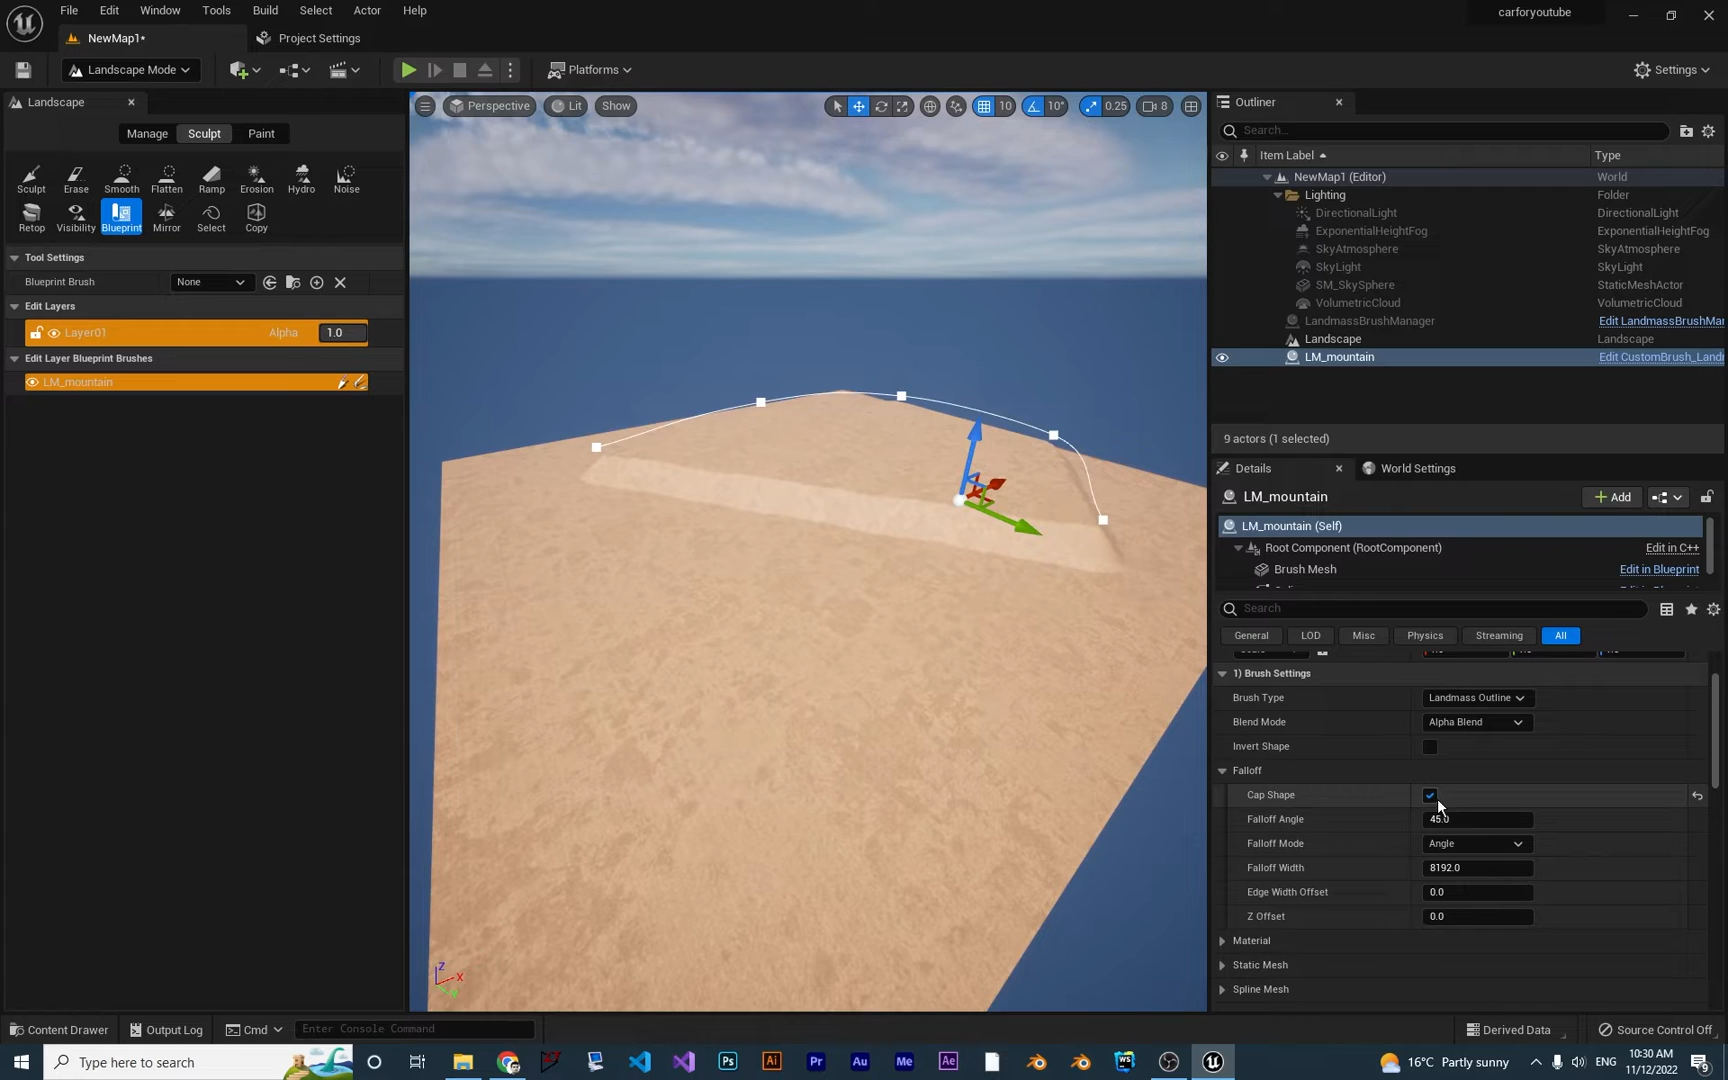 File Edit Window Tools Build Select Actor Help
carforyoutube
NewMap1•
Project Settings
Landscape Mode
Platforms
Settings
Landscape
Perspective Lit Show
10 10° 0.25 8
Outliner
Manage Sculpt Paint
Search...
Item Label Type
Sculpt Erase Smooth Flatten Ramp Erosion Hydro Noise
NewMap1 (Editor) World
Lighting Folder
DirectionalLight DirectionalLight
Retop Visibility Blueprint Mirror Select Copy
ExponentialHeightFog ExponentialHeightFog
SkyAtmosphere SkyAtmosphere
Tool Settings
SkyLight SkyLight
Blueprint Brush None
SM_SkySphere StaticMeshActor
Edit Layers
VolumetricCloud VolumetricCloud
LandmassBrushManager Edit LandmassBrushMar
Layer01 Alpha 1.0
Landscape Landscape
Edit Layer Blueprint Brushes
LM_mountain Edit CustomBrush_Land
LM_mountain
9 actors (1 selected)
Details World Settings
LM_mountain
Add
LM_mountain (Self)
Root Component (RootComponent) Edit in C++
Brush Mesh Edit in Blueprint
Search
General LOD Misc Physics Streaming All
1) Brush Settings
Brush Type Landmass Outline
Blend Mode Alpha Blend
Invert Shape
Falloff
Cap Shape
Falloff Angle 45.0
Falloff Mode Angle
Falloff Width 8192.0
Edge Width Offset 0.0
Z Offset 0.0
Material
Static Mesh
Spline Mesh
Z
X
Content Drawer Output Log Cmd Enter Console Command
Derived Data Source Control Off
Type here to search
Ps Ai Pr Au Me Ae WS
16°C Partly sunny
ENG
10:30 AM
11/12/2022
9